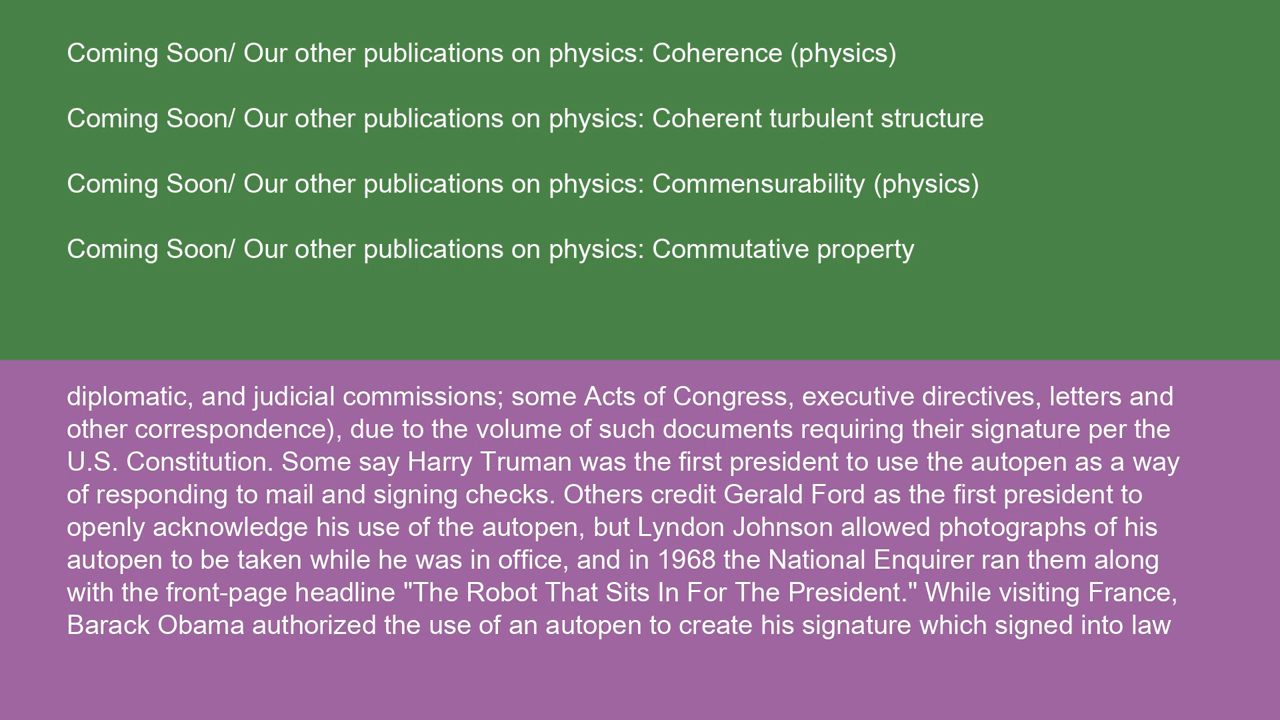 Coming Soon/ Our other publications on physics: Coherence (physics)
Coming Soon/ Our other publications on physics: Coherent turbulent structure
Coming Soon/ Our other publications on physics: Commensurability (physics)
Coming Soon/ Our other publications on physics: Commutative property
diplomatic, and judicial commissions; some Acts of Congress, executive directives, letters and
other correspondence), due to the volume of such documents requiring their signature per the
U.S. Constitution. Some say Harry Truman was the first president to use the autopen as a way
of responding to mail and signing checks. Others credit Gerald Ford as the first president to
openly acknowledge his use of the autopen, but Lyndon Johnson allowed photographs of his
autopen to be taken while he was in office, and in 1968 the National Enquirer ran them along
with the front-page headline "The Robot That Sits In For The President." While visiting France,
Barack Obama authorized the use of an autopen to create his signature which signed into law